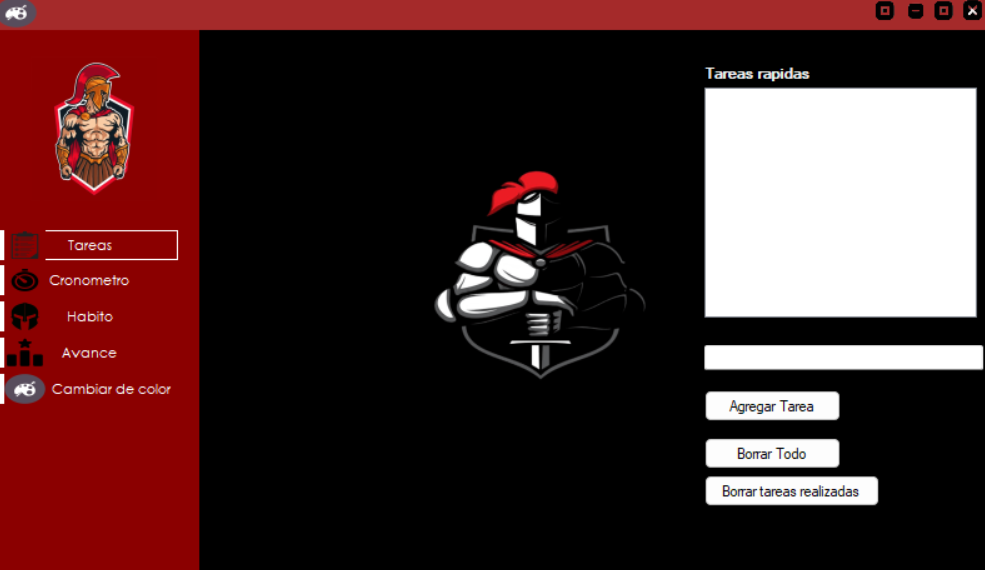 Tareas rapidas
Tareas
Cronometro
Habito
Avance
Cambiar de color
Agregar Tarea
Borrar Todo
Borrar tareas realizadas